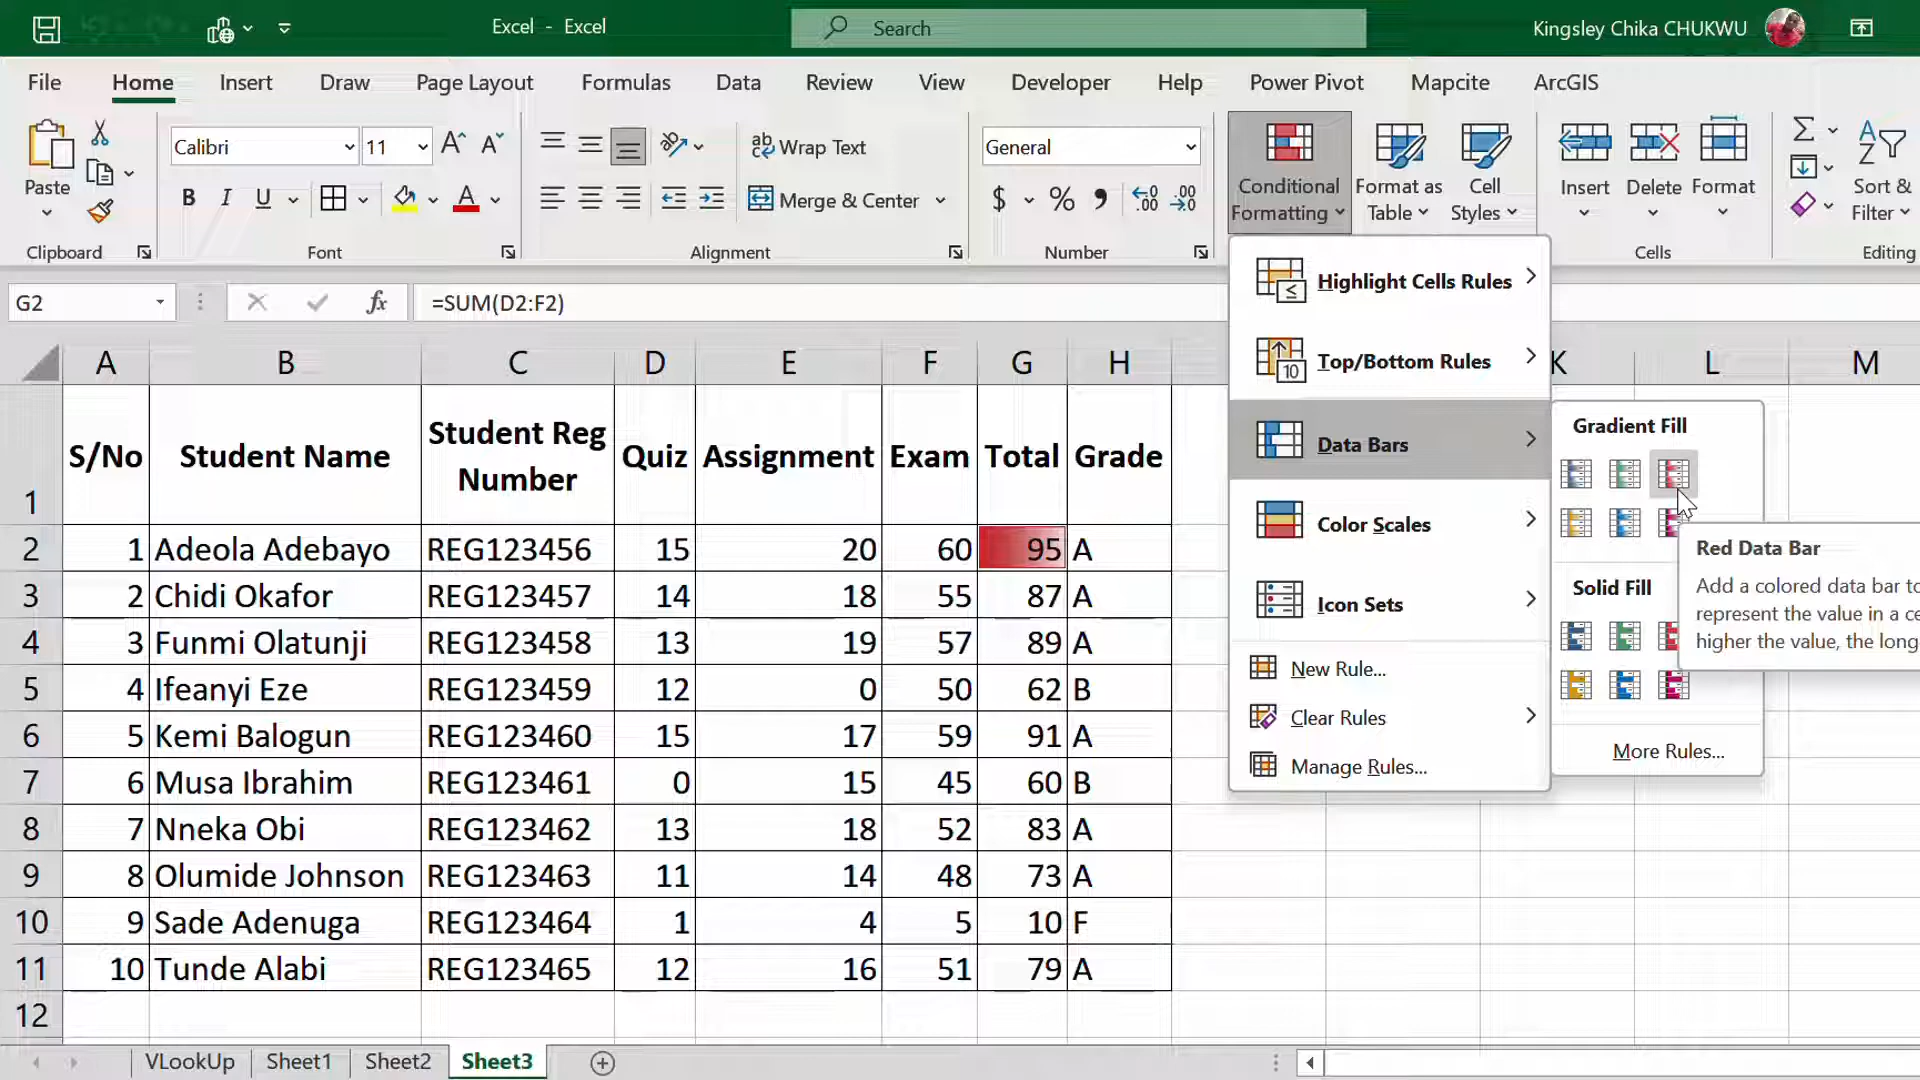 Excel - Excel
Search
Kingsley Chika CHUKWU
File Home Insert Draw Page Layout Formulas Data Review View Developer Help Power Pivot Mapcite ArcGIS
Paste
Clipboard
Calibri 11
B I U A
Font
ab Wrap Text
Merge & Center
Alignment
General
$ % , .00 .00
Number
Conditional Formatting
Format as Table
Cell Styles
Insert Delete Format
Cells
Sort & Filter
Editing
G2 fx =SUM(D2:F2)
A B C D E F G H K L M
1 S/No Student Name Student Reg Number Quiz Assignment Exam Total Grade
2 1 Adeola Adebayo REG123456 15 20 60 95 A
3 2 Chidi Okafor REG123457 14 18 55 87 A
4 3 Funmi Olatunji REG123458 13 19 57 89 A
5 4 Ifeanyi Eze REG123459 12 0 50 62 B
6 5 Kemi Balogun REG123460 15 17 59 91 A
7 6 Musa Ibrahim REG123461 0 15 45 60 B
8 7 Nneka Obi REG123462 13 18 52 83 A
9 8 Olumide Johnson REG123463 11 14 48 73 A
10 9 Sade Adenuga REG123464 1 4 5 10 F
11 10 Tunde Alabi REG123465 12 16 51 79 A
12
Highlight Cells Rules
Top/Bottom Rules
Data Bars
Color Scales
Icon Sets
New Rule...
Clear Rules
Manage Rules...
Gradient Fill
Solid Fill
More Rules...
Red Data Bar
Add a colored data bar to
represent the value in a
higher the value, the
VLookUp Sheet1 Sheet2 Sheet3